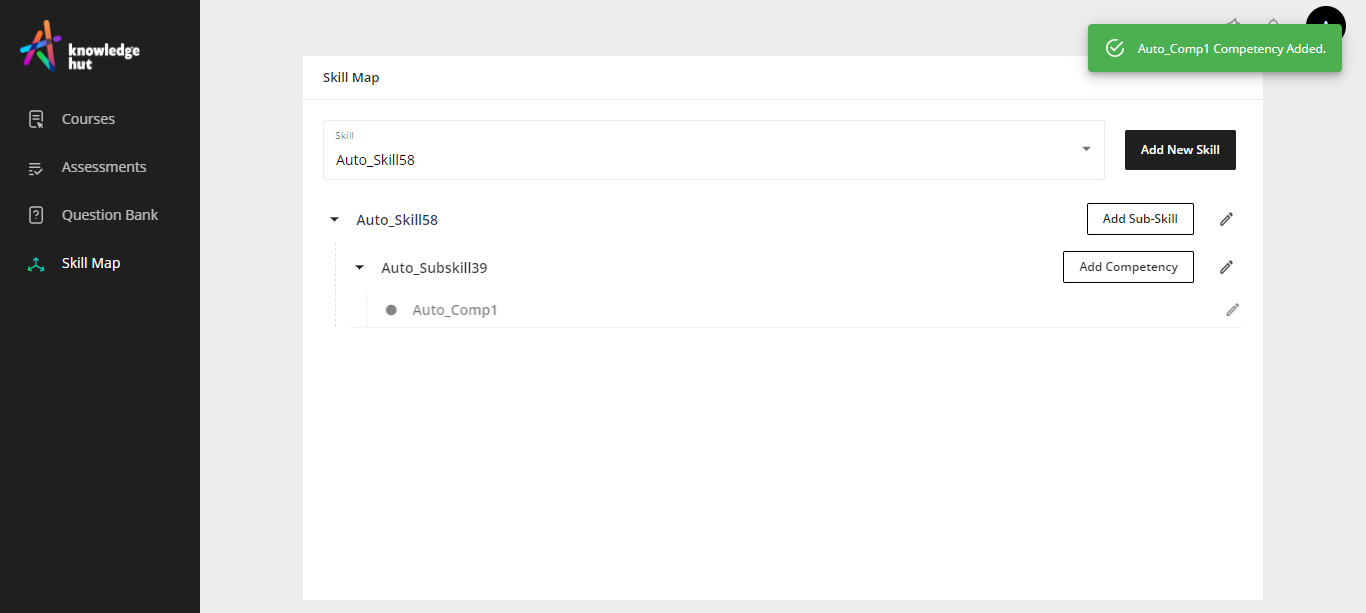 knowledge
hut
Courses
Assessments
Question Bank
Skill Map
Auto_Comp1 Competency Added.
Skill Map
Skill
Auto_Skill58
Add New Skill
Auto_Skill58
Add Sub-Skill
Auto_Subskill39
Add Competency
Auto_Comp1